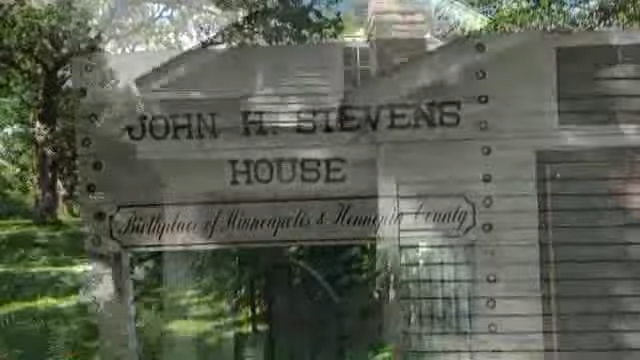 JOHN H. STEVENS
HOUSE
Birthplace of Minneapolis & Hennepin County